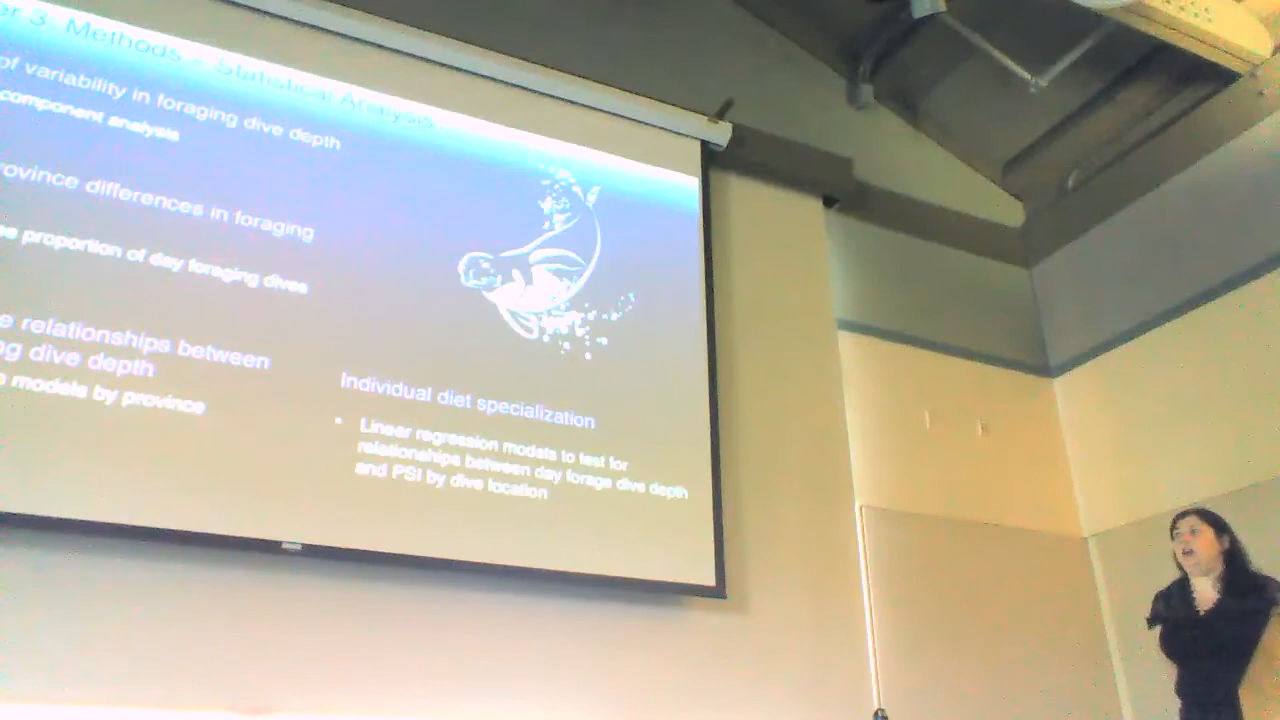 3 Methods – Statistical Analysis
of variability in foraging dive depth
component analysis
rovince differences in foraging
proportion of day foraging dives
relationships between
dive depth
models by province
Individual diet specialization
• Linear regression models to test for
relationships between day forage dive depth
and PSI by dive location